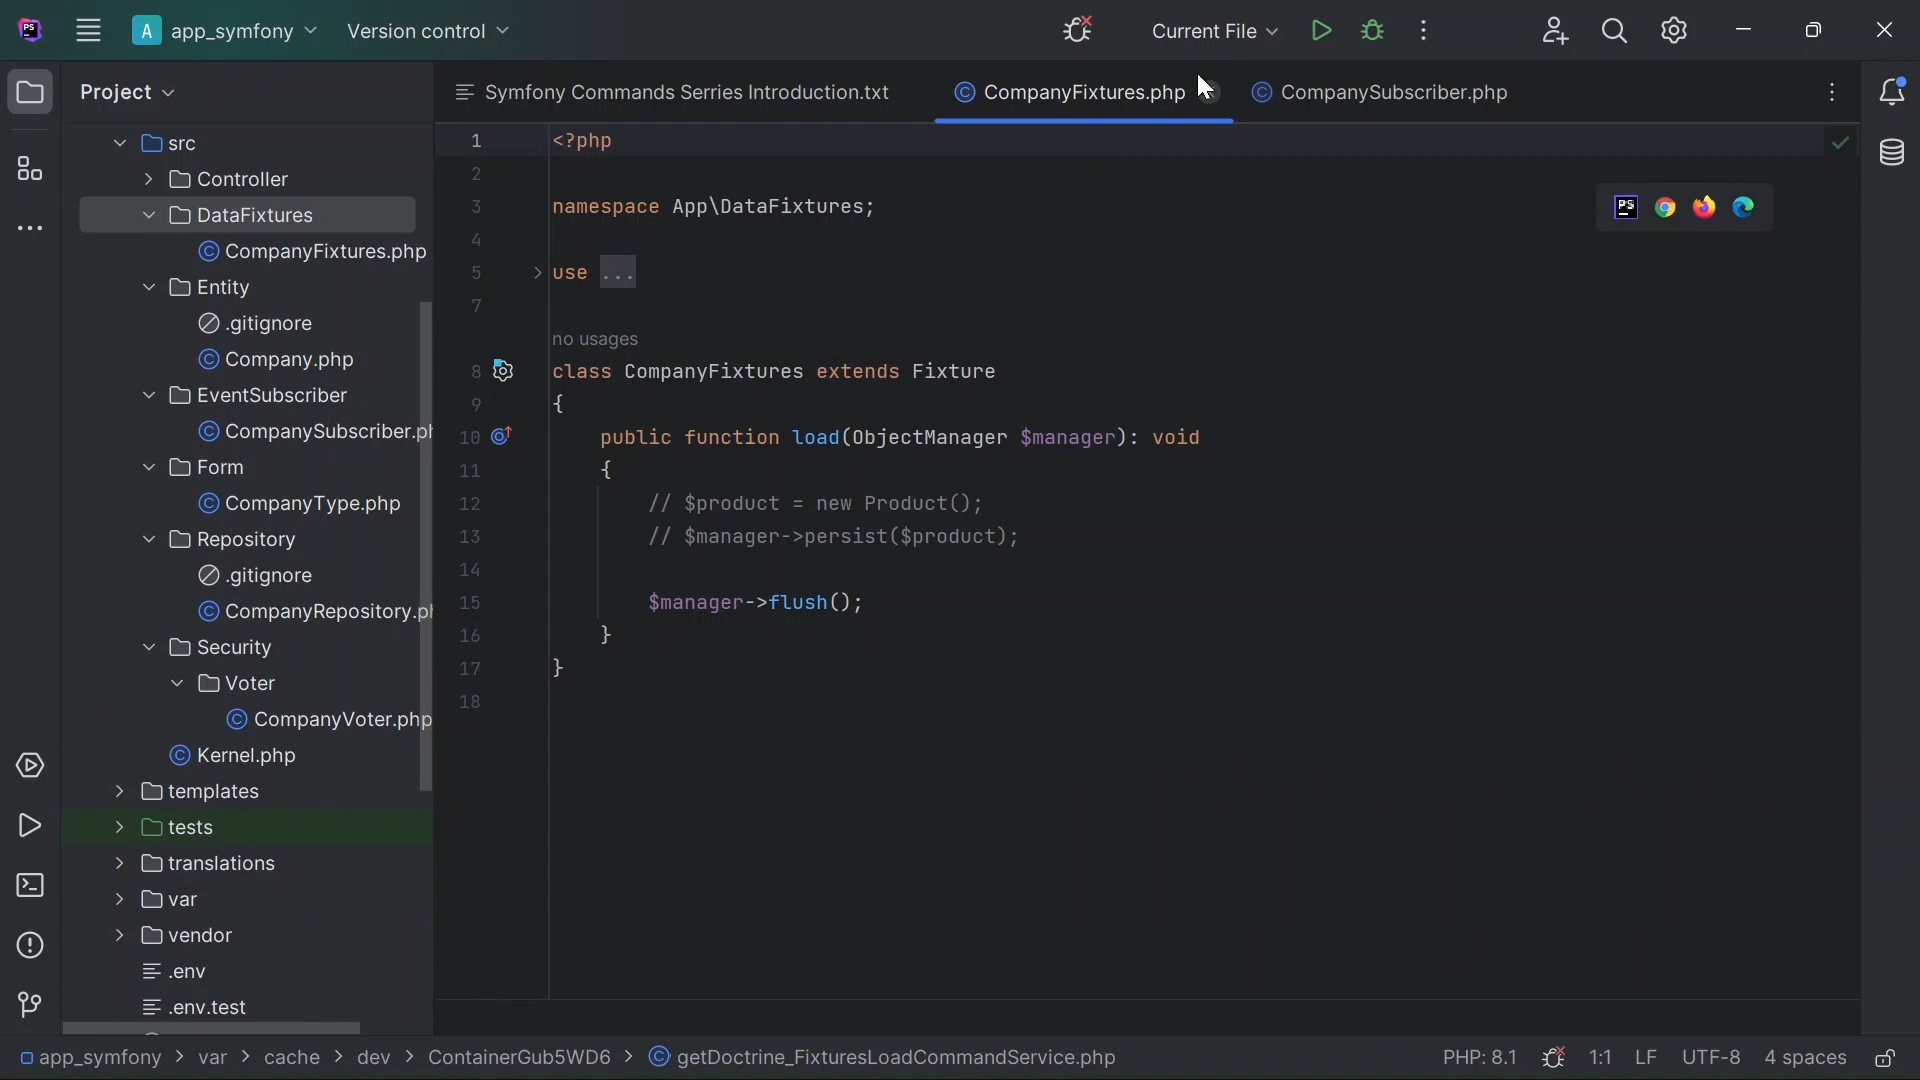 PS
A app_symfony
Version control
Current File
Project
Symfony Commands Serries Introduction.txt
CompanyFixtures.php
CompanySubscriber.php
src
Controller
DataFixtures
CompanyFixtures.php
Entity
.gitignore
Company.php
EventSubscriber
CompanySubscriber.ph
Form
CompanyType.php
Repository
.gitignore
CompanyRepository.ph
Security
Voter
CompanyVoter.php
Kernel.php
templates
tests
translations
var
vendor
.env
.env.test
1 <?php
2
3 namespace App\DataFixtures;
4
5 use ...
7
no usages
8 class CompanyFixtures extends Fixture
9 {
10 public function load(ObjectManager $manager): void
11 {
12 // $product = new Product();
13 // $manager->persist($product);
14
15 $manager->flush();
16 }
17 }
18
PS
app_symfony > var > cache > dev > ContainerGub5WD6 > getDoctrine_FixturesLoadCommandService.php
PHP: 8.1 1:1 LF UTF-8 4 spaces